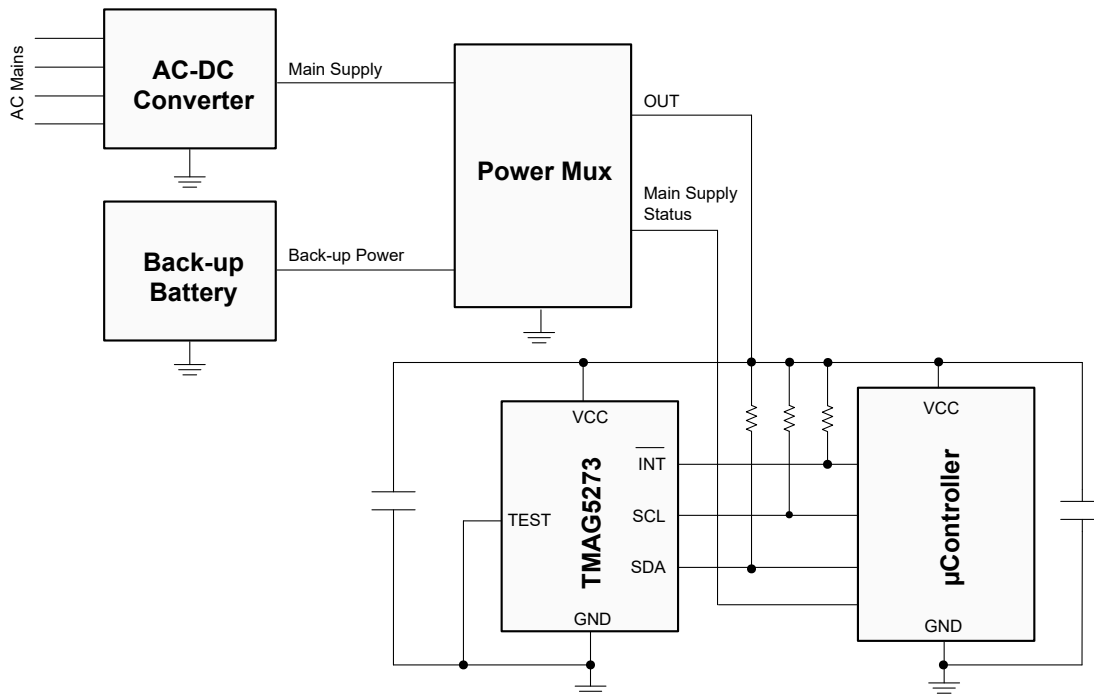 AC Mains
AC-DC
Converter
Main Supply
Power Mux
OUT
Main Supply
Status
Back-up
Battery
Back-up Power
VCC
INT
SCL
SDA
TEST
GND
TMAG5273
VCC
µController
GND